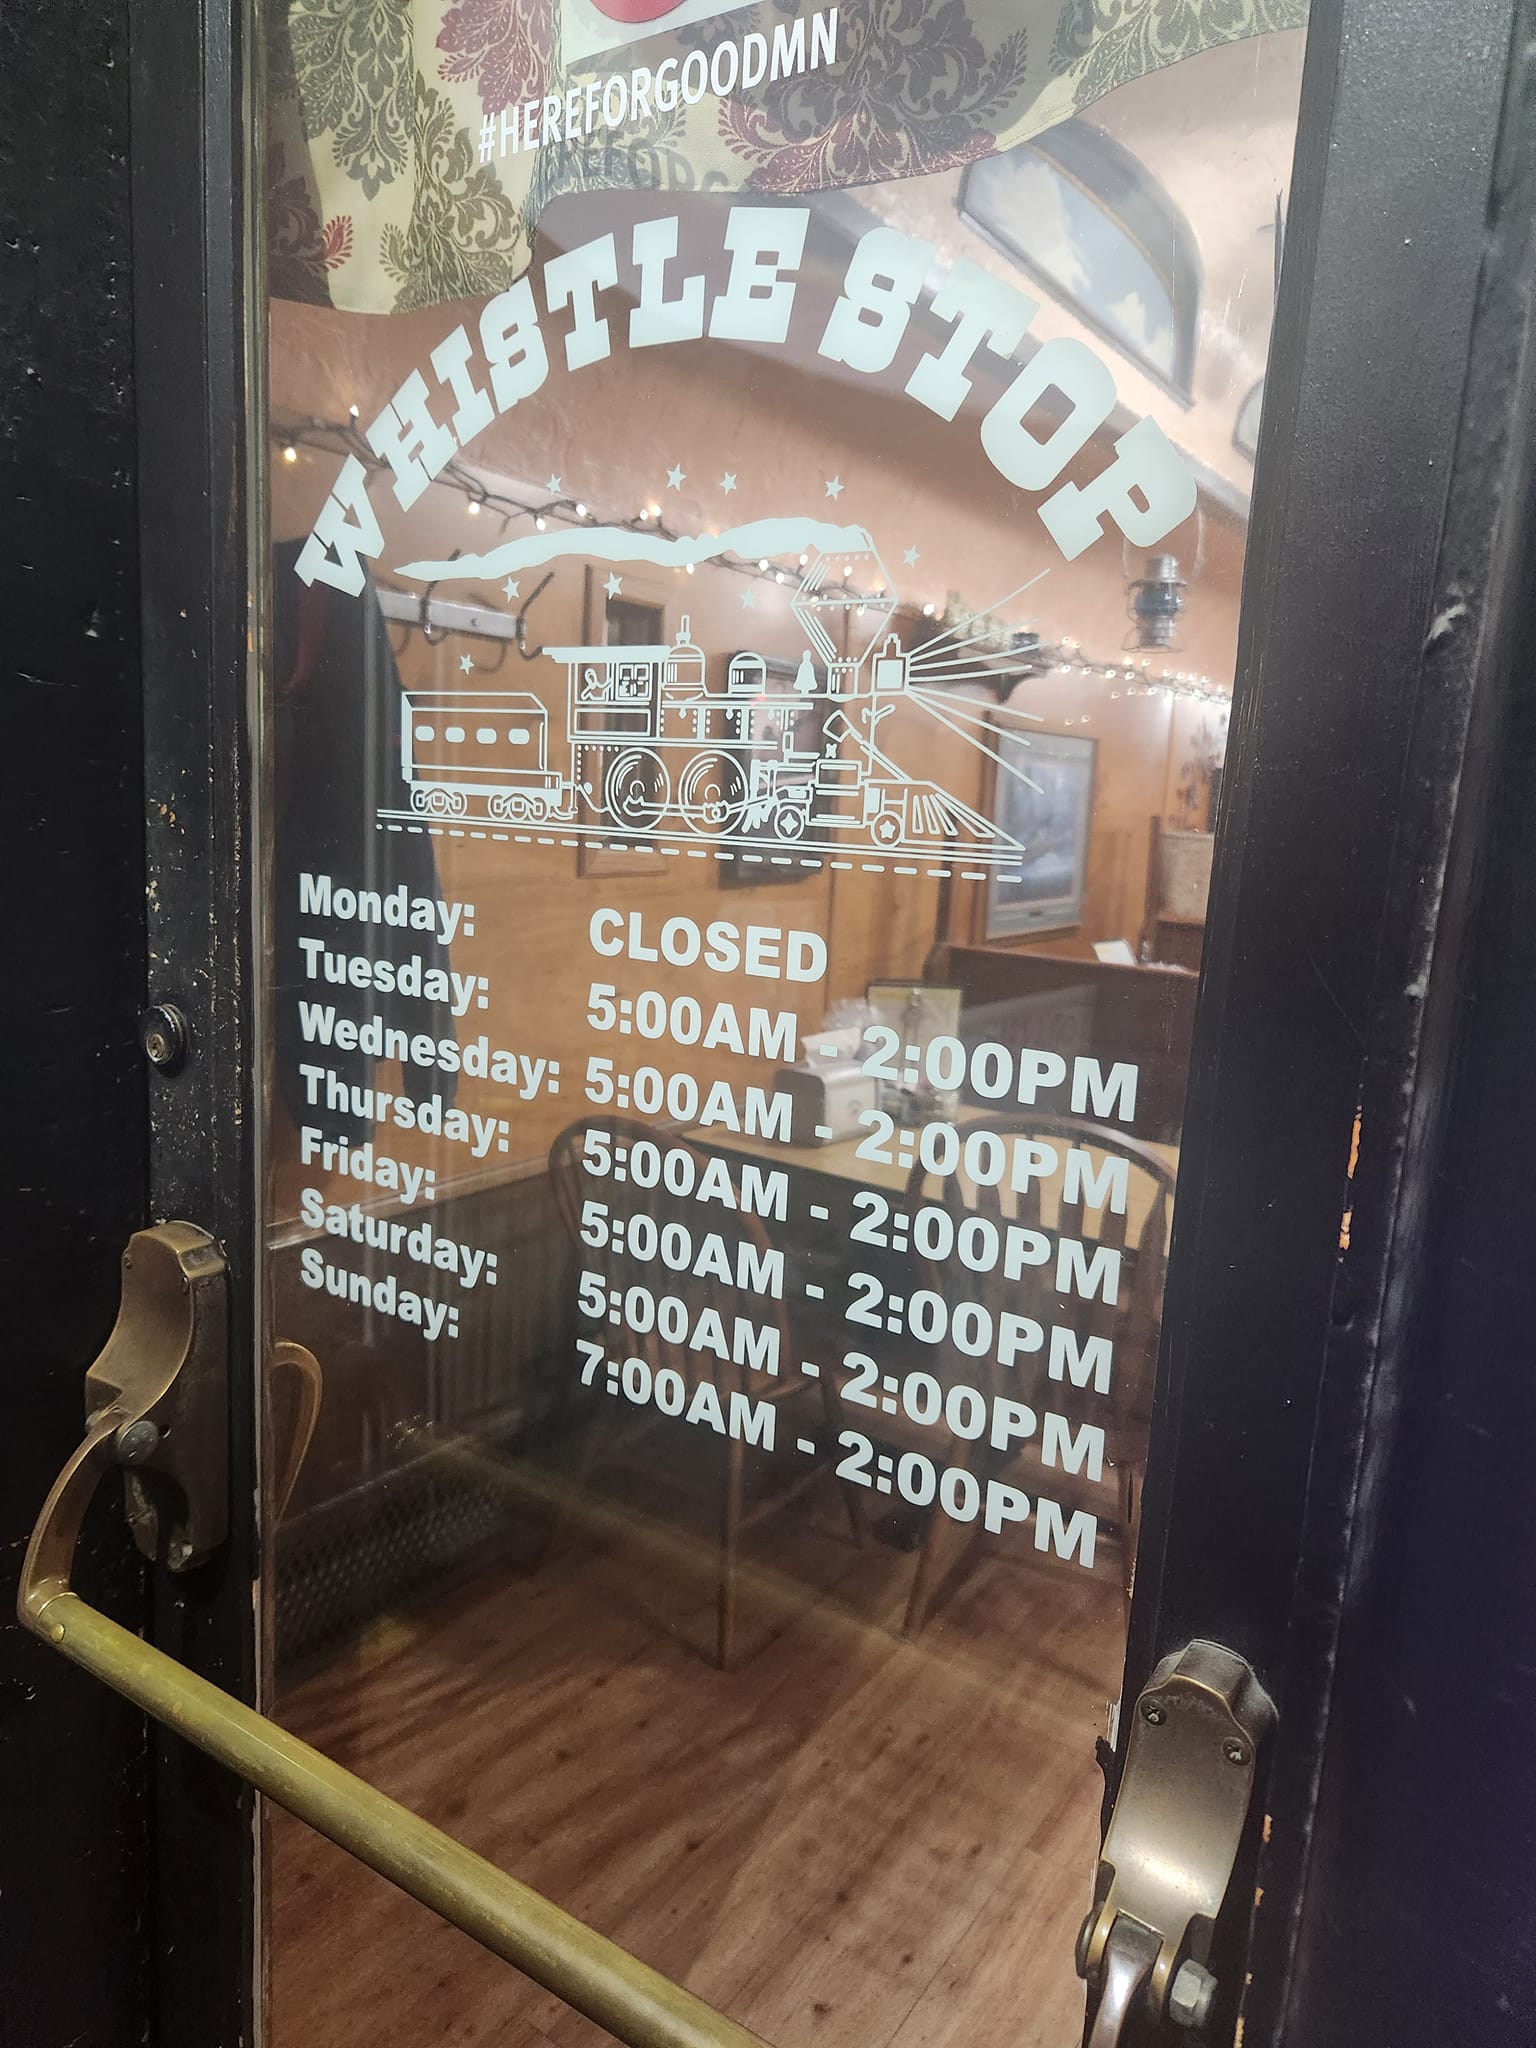 #HEREFORGOODMN
WHISTLE STOP
Monday: CLOSED
Tuesday: 5:00AM - 2:00PM
Wednesday: 5:00AM - 2:00PM
Thursday: 5:00AM - 2:00PM
Friday: 5:00AM - 2:00PM
Saturday: 5:00AM - 2:00PM
Sunday: 7:00AM - 2:00PM